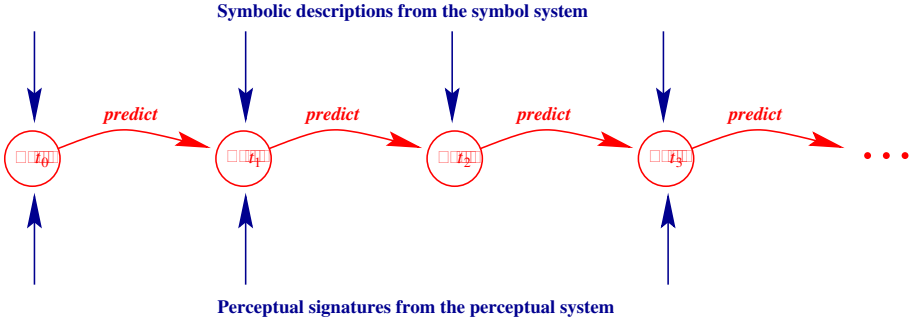 Symbolic descriptions from the symbol system
predict predict predict predict
t0 t1 t2 t3 ...
Perceptual signatures from the perceptual system